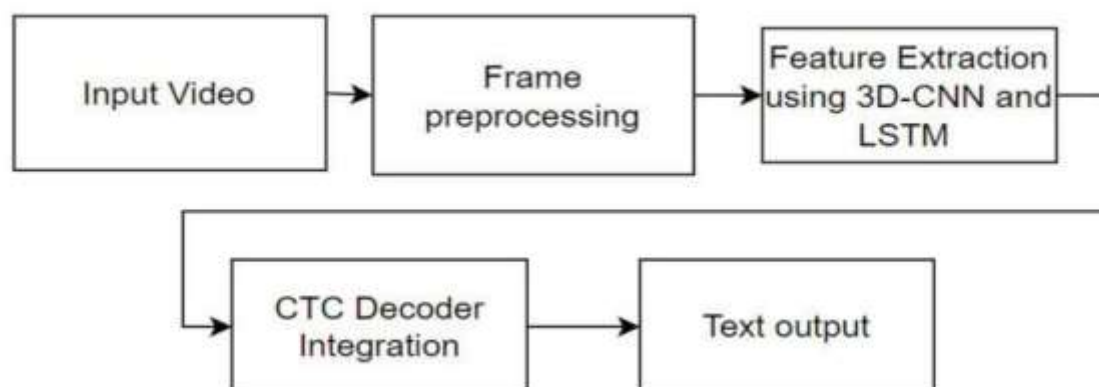 Input Video
Frame
preprocessing
Feature Extraction
using 3D-CNN and
LSTM
CTC Decoder
Integration
Text output